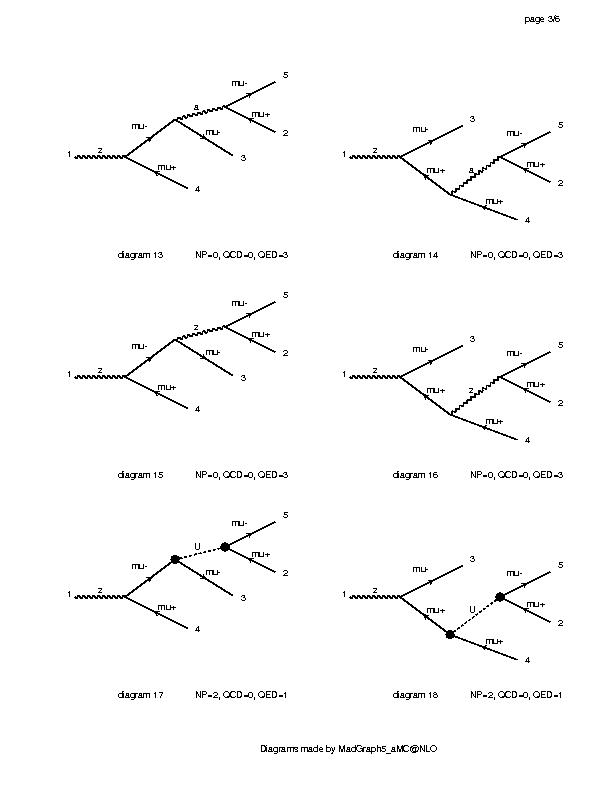 page 3/6
5
mu-
a
mu+
mu-
mu-
2
1
z
3
mu+
4
diagram 13 NP=0, QCD=0, QED=3
3
mu-
5
mu-
1
z
mu+
a
mu+
2
mu+
4
diagram 14 NP=0, QCD=0, QED=3
5
mu-
z
mu+
mu-
mu-
2
1
z
3
mu+
4
diagram 15 NP=0, QCD=0, QED=3
3
mu-
5
mu-
1
z
mu+
z
mu+
2
mu+
4
diagram 16 NP=0, QCD=0, QED=3
5
mu-
U
mu+
mu-
mu-
2
1
z
3
mu+
4
diagram 17 NP=2, QCD=0, QED=1
3
mu-
5
mu-
1
z
mu+
U
mu+
2
mu+
4
diagram 18 NP=2, QCD=0, QED=1
Diagrams made by MadGraph5_aMC@NLO